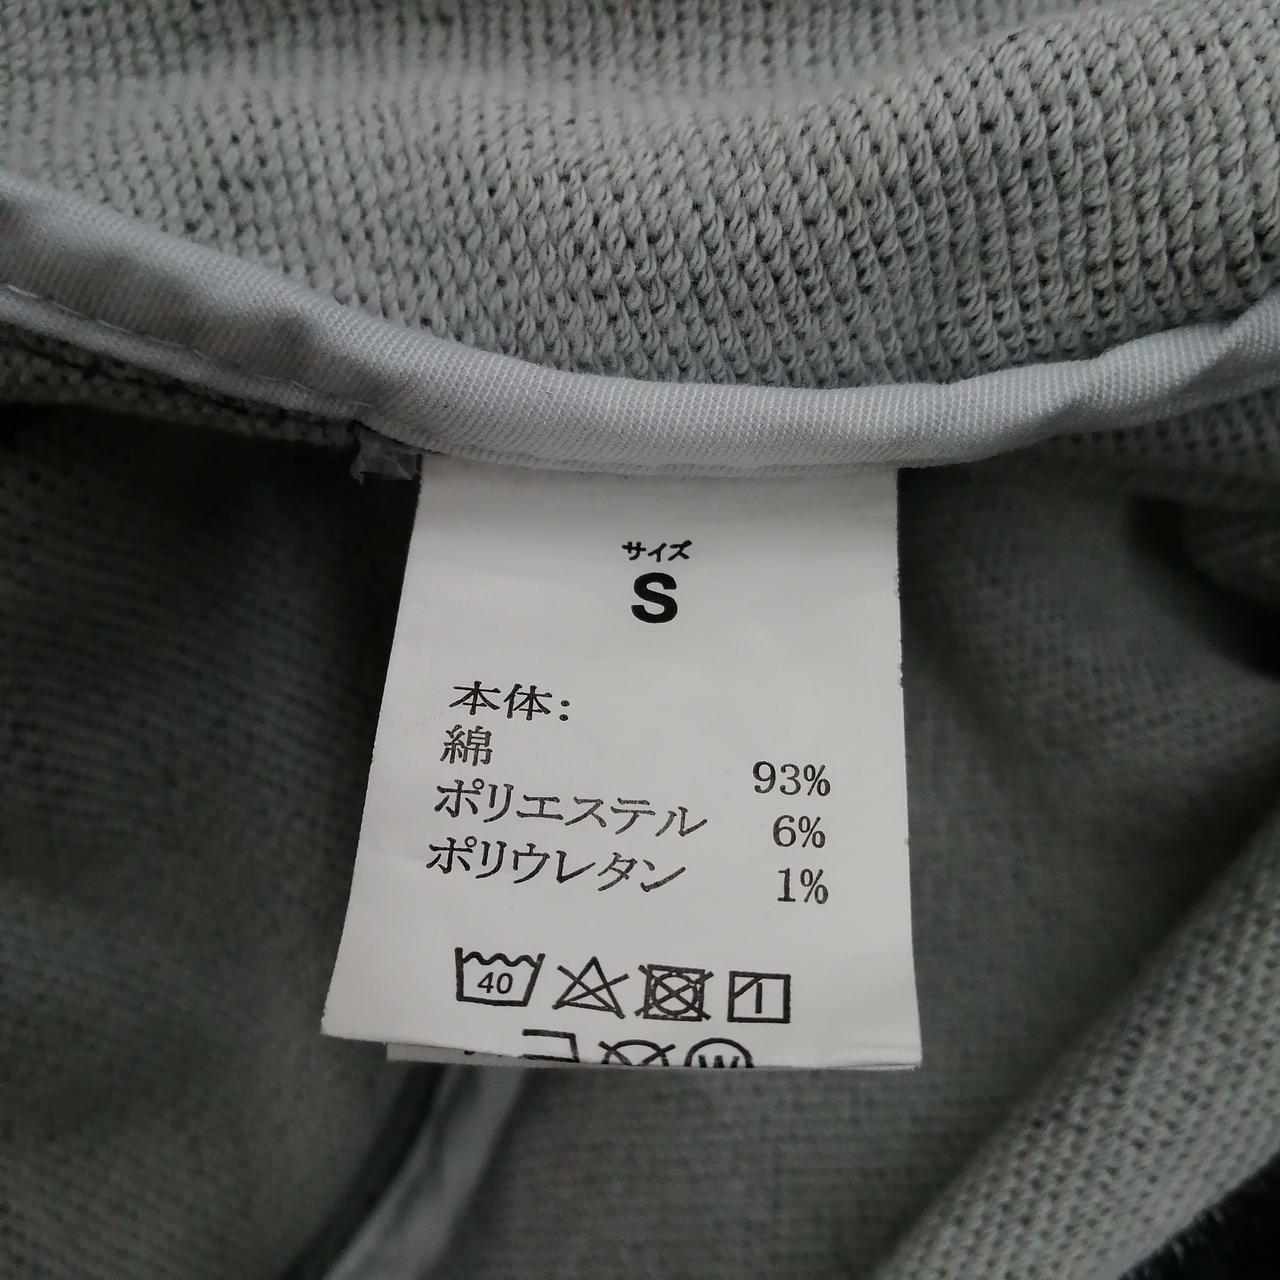 サイズ
S
本体:
綿 93%
ポリエステル 6%
ポリウレタン 1%
40
W